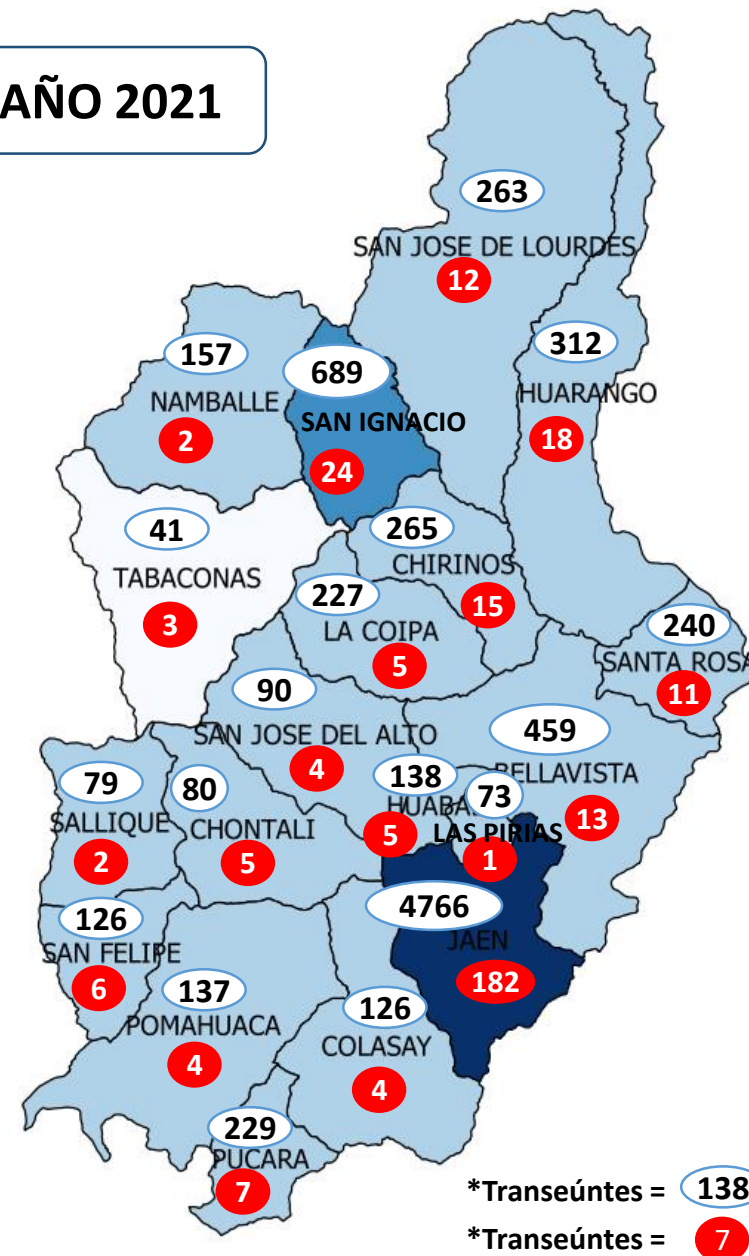 AÑO 2021
263
SAN JOSE DE LOURDES
12
157
NAMBALLE
2
689
SAN IGNACIO
24
312
HUARANGO
18
41
TABACONAS
3
265
CHIRINOS
15
227
LA COIPA
5
240
SANTA ROSA
11
90
SAN JOSE DEL ALTO
4
459
BELLAVISTA
13
138
HUABA
5
73
LAS PIRIAS
1
79
SALLIQUE
2
80
CHONTALI
5
4766
JAEN
182
126
SAN FELIPE
6
137
POMAHUACA
4
126
COLASAY
4
229
PUCARA
7
*Transeúntes = 138
*Transeúntes = 7